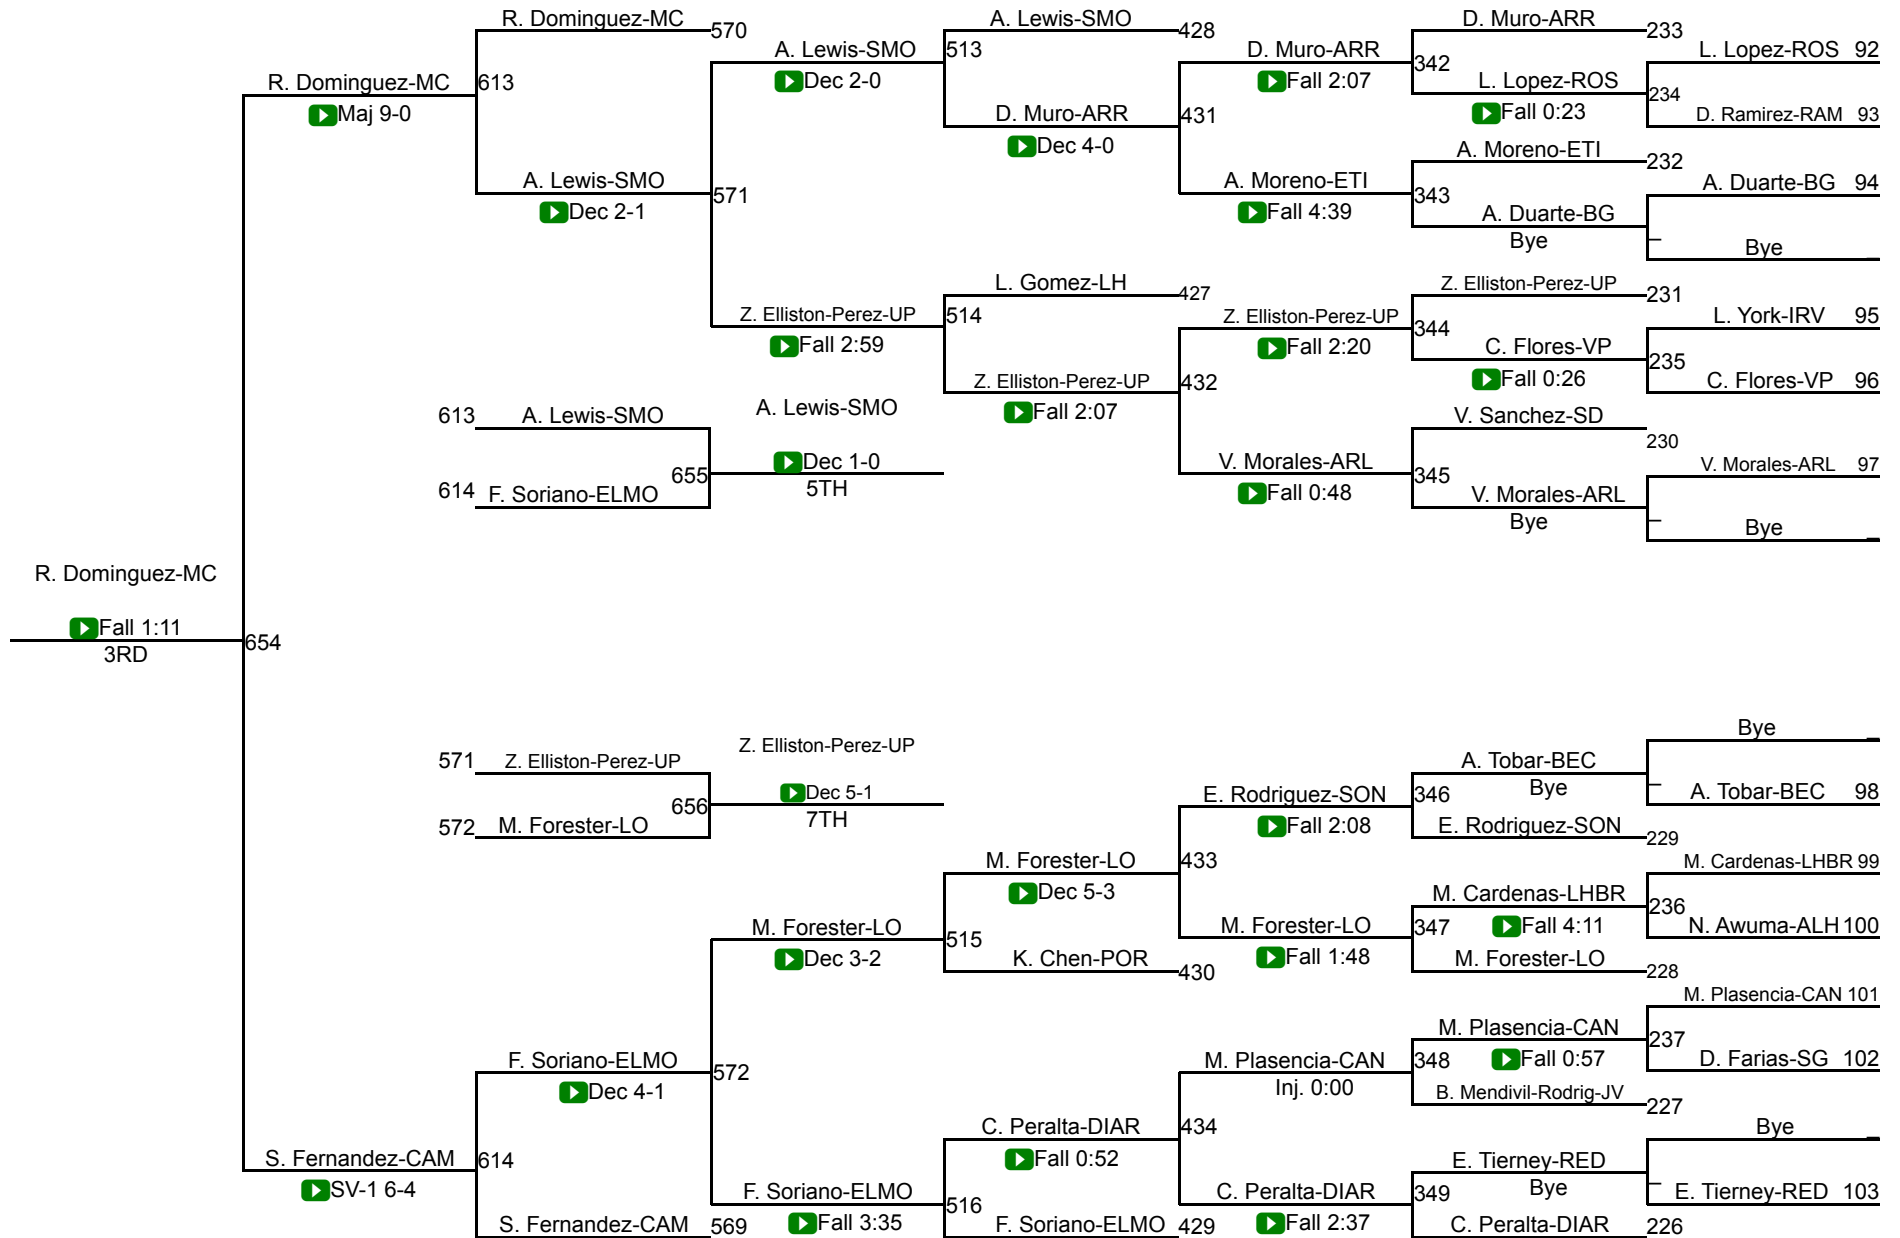 R. Dominguez-MC
570
A. Lewis-SMO
428
D. Muro-ARR
233
A. Lewis-SMO
513
D. Muro-ARR
342
L. Lopez-ROS 92
R. Dominguez-MC
613
Dec 2-0
Fall 2:07
L. Lopez-ROS
234
Maj 9-0
D. Muro-ARR
431
Fall 0:23
D. Ramirez-RAM 93
Dec 4-0
A. Moreno-ETI
232
A. Lewis-SMO
571
A. Moreno-ETI
343
A. Duarte-BG 94
Dec 2-1
Fall 4:39
A. Duarte-BG
Bye
Bye
L. Gomez-LH
427
Z. Elliston-Perez-UP
231
Z. Elliston-Perez-UP
514
Z. Elliston-Perez-UP
344
L. York-IRV 95
Fall 2:59
Fall 2:20
C. Flores-VP
235
Z. Elliston-Perez-UP
432
Fall 0:26
C. Flores-VP 96
613 A. Lewis-SMO
A. Lewis-SMO
Fall 2:07
V. Sanchez-SD
230
655
Dec 1-0
V. Morales-ARL
345
V. Morales-ARL 97
614 F. Soriano-ELMO
5TH
Fall 0:48
V. Morales-ARL
Bye
Bye
R. Dominguez-MC
Fall 1:11
654
3RD
Bye
571 Z. Elliston-Perez-UP
Z. Elliston-Perez-UP
A. Tobar-BEC
656
Dec 5-1
E. Rodriguez-SON
346
Bye
A. Tobar-BEC 98
572 M. Forester-LO
7TH
Fall 2:08
E. Rodriguez-SON
229
M. Forester-LO
433
M. Cardenas-LHBR 99
Dec 5-3
M. Cardenas-LHBR
236
M. Forester-LO
515
M. Forester-LO
347
Fall 4:11
N. Awuma-ALH 100
Dec 3-2
K. Chen-POR
430
Fall 1:48
M. Forester-LO
228
M. Plasencia-CAN 101
M. Plasencia-CAN
237
F. Soriano-ELMO
572
M. Plasencia-CAN
348
Fall 0:57
D. Farias-SG 102
Dec 4-1
Inj. 0:00
B. Mendivil-Rodrig-JV
227
C. Peralta-DIAR
434
Bye
S. Fernandez-CAM
614
Fall 0:52
E. Tierney-RED
SV-1 6-4
F. Soriano-ELMO
516
C. Peralta-DIAR
349
Bye
E. Tierney-RED 103
S. Fernandez-CAM
569
Fall 3:35
F. Soriano-ELMO
429
Fall 2:37
C. Peralta-DIAR
226